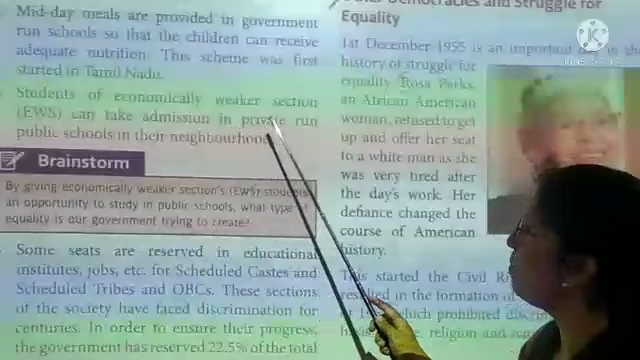 Mid-day meals are provided in government
run schools so that the children can receive
adequate nutrition. This scheme was first
started in Tamil Nadu.
Students of economically weaker section
(EWS) can take admission in private run
public schools in their neighbourhood.
Brainstorm
By giving economically weaker section's (EWS) students
an opportunity to study in public schools, what type of
equality is our government trying to create?
Some seats are reserved in educational
institutes, jobs, etc. for Scheduled Castes and
Scheduled Tribes and OBCs. These sections
of the society have faced discrimination for
centuries. In order to ensure their progress,
the government has reserved 22.5% of the total
Democracies and Struggle for
Equality
1st December 1955 is an important
history of struggle for
equality. Rosa Parks,
an African American
woman, refused to get
up and offer her seat
to a white man as she
was very tired after
the day's work. Her
defiance changed the
course of American
history.
This started the Civil
resulted in the formation of
which prohibited
religion and